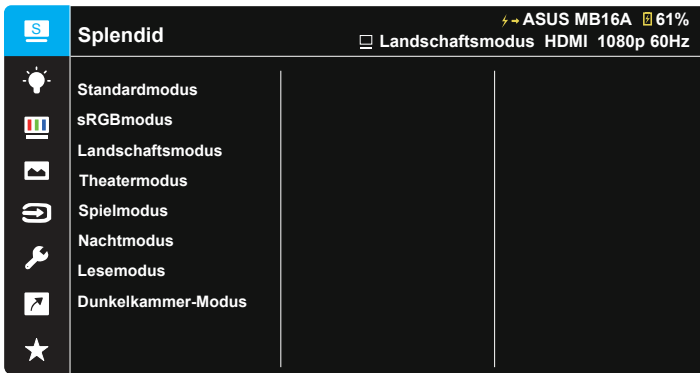 S
Splendid
ASUS MB16A 61%
Landschaftsmodus HDMI 1080p 60Hz
Standardmodus
sRGBmodus
Landschaftsmodus
Theatermodus
Spielmodus
Nachtmodus
Lesemodus
Dunkelkammer-Modus